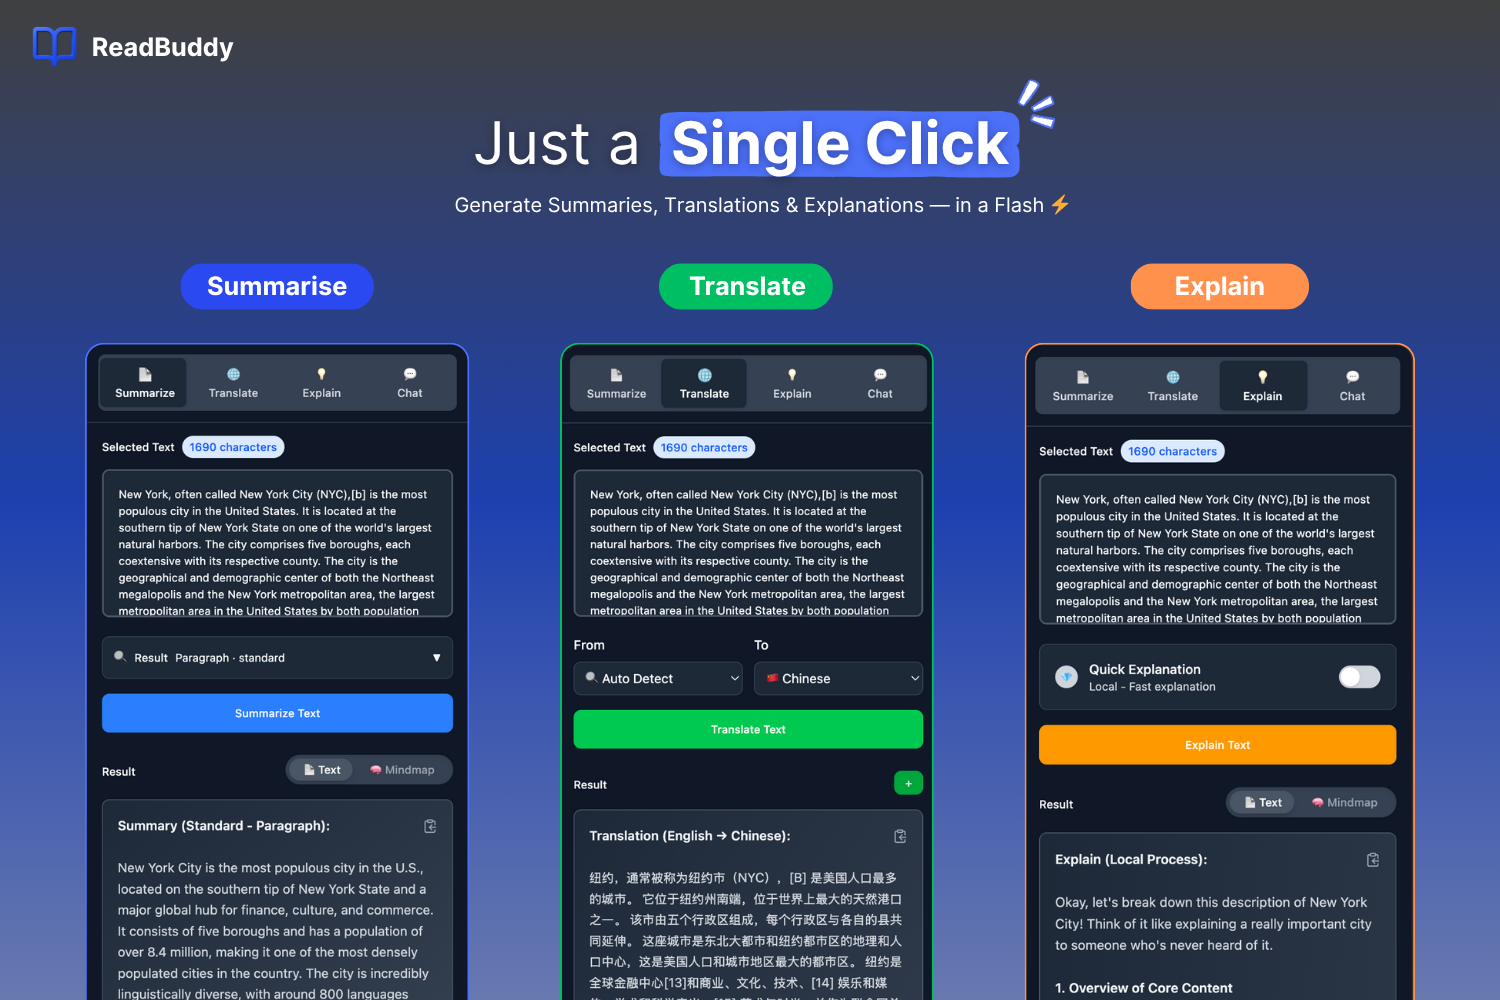 ReadBuddy
Just a Single Click
Generate Summaries, Translations & Explanations — in a Flash ⚡
Summarise
Summarize
Translate
Explain
Chat
Selected Text 1690 characters
New York, often called New York City (NYC),[b] is the most
populous city in the United States. It is located at the
southern tip of New York State on one of the world's largest
natural harbors. The city comprises five boroughs, each
coextensive with its respective county. The city is the
geographical and demographic center of both the Northeast
megalopolis and the New York metropolitan area, the largest
metropolitan area in the United States by both population
Result Paragraph · standard
Summarize Text
Result
Text
Mindmap
Summary (Standard - Paragraph):
New York City is the most populous city in the U.S.,
located on the southern tip of New York State and a
major global hub for finance, culture, and commerce.
It consists of five boroughs and has a population of
over 8.4 million, making it one of the most densely
populated cities in the country. The city is incredibly
linguistically diverse, with around 800 languages
Translate
Summarize
Translate
Explain
Chat
Selected Text 1690 characters
New York, often called New York City (NYC),[b] is the most
populous city in the United States. It is located at the
southern tip of New York State on one of the world's largest
natural harbors. The city comprises five boroughs, each
coextensive with its respective county. The city is the
geographical and demographic center of both the Northeast
megalopolis and the New York metropolitan area, the largest
metropolitan area in the United States by both population
From
To
Auto Detect
Chinese
Translate Text
Result
+
Translation (English → Chinese):
纽约，通常被称为纽约市（NYC），[B] 是美国人口最多
的城市。 它位于纽约州南端，位于世界上最大的天然港口
之一。 该市由五个行政区组成，每个行政区与各自的县共
同延伸。 这座城市是东北大都市和纽约都市区的地理和人
口中心，这是美国人口和城市地区最大的都市区。 纽约是
全球金融中心[13]和商业、文化、技术、[14] 娱乐和媒
Explain
Summarize
Translate
Explain
Chat
Selected Text 1690 characters
New York, often called New York City (NYC),[b] is the most
populous city in the United States. It is located at the
southern tip of New York State on one of the world's largest
natural harbors. The city comprises five boroughs, each
coextensive with its respective county. The city is the
geographical and demographic center of both the Northeast
megalopolis and the New York metropolitan area, the largest
metropolitan area in the United States by both population
Quick Explanation
Local - Fast explanation
Explain Text
Result
Text
Mindmap
Explain (Local Process):
Okay, let's break down this description of New York
City! Think of it like explaining a really important city
to someone who's never heard of it.
1. Overview of Core Content